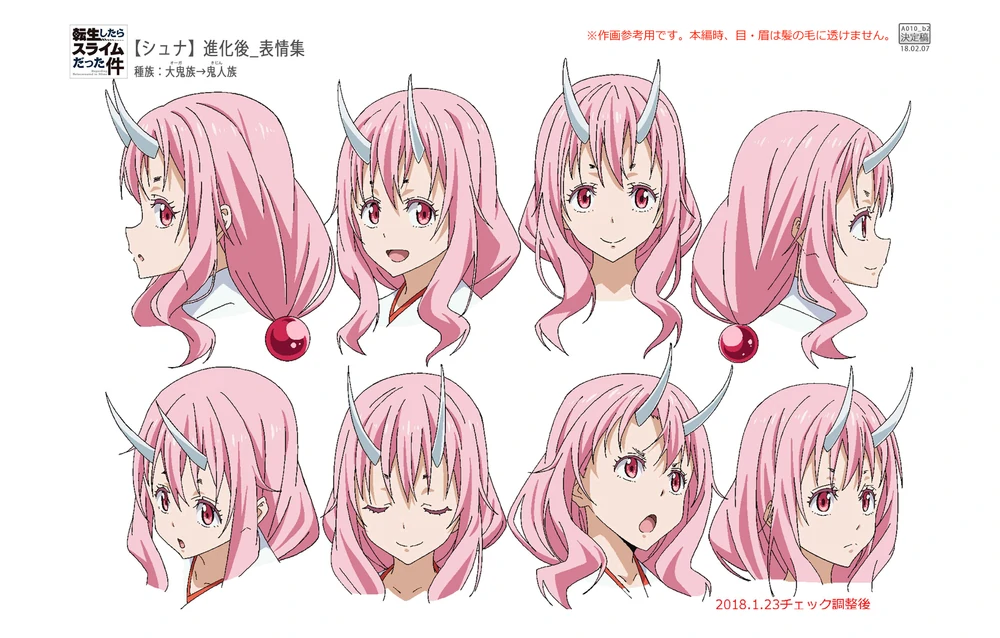 転生したら
スライム
だった件
【シュナ】進化後_表情集
オーガ きじん
種族：大鬼族→鬼人族
※作画参考用です。本編時、目・眉は髪の毛に透けません。
A010_b2
決定稿
18.02.07
2018.1.23チェック調整後